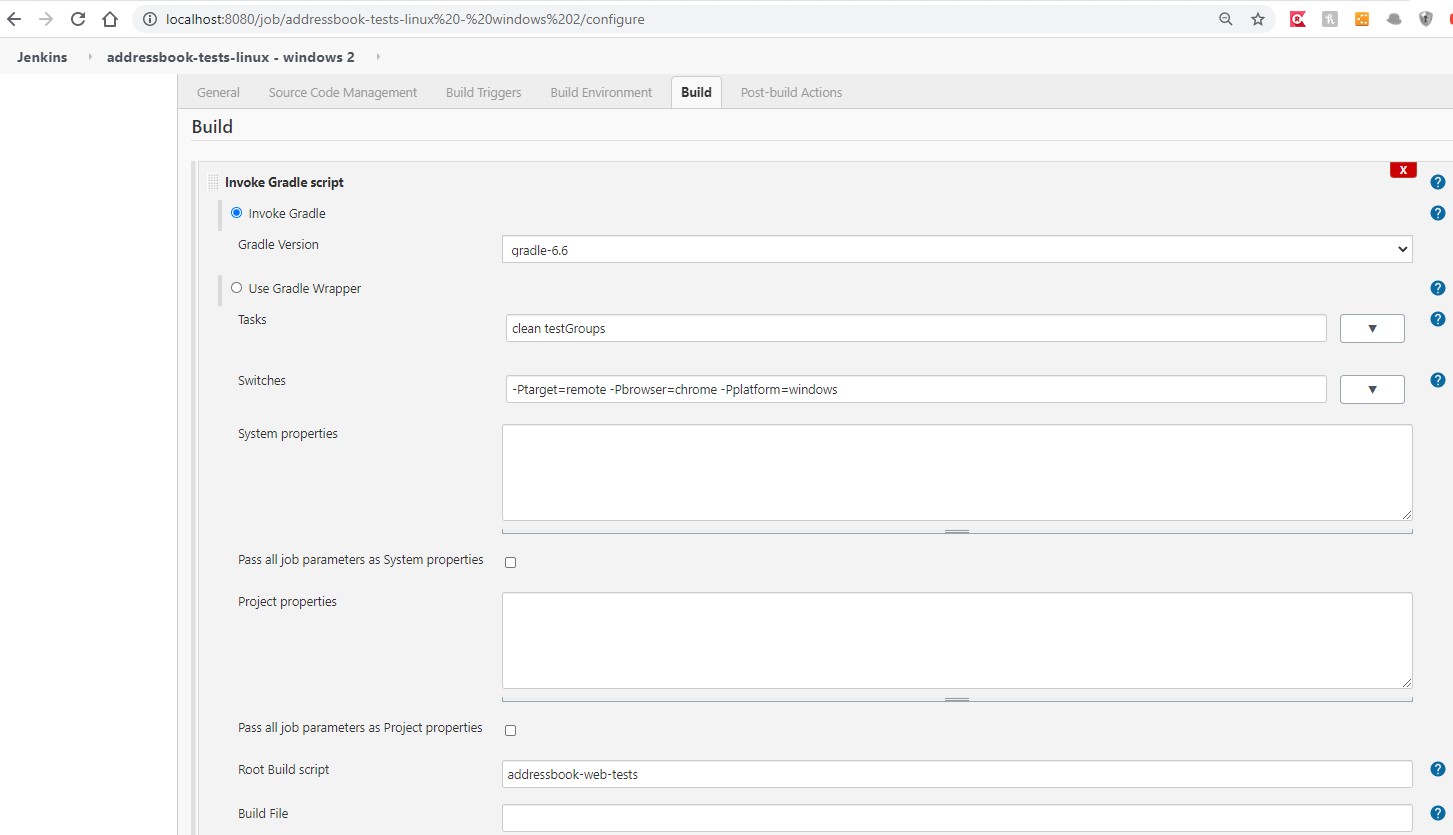 localhost:8080/job/addressbook-tests-linux%20-%20windows%202/configure
Jenkins addressbook-tests-linux - windows 2
General Source Code Management Build Triggers Build Environment Build Post-build Actions
Build
Invoke Gradle script X ?
Invoke Gradle ?
Gradle Version gradle-6.6
Use Gradle Wrapper ?
Tasks clean testGroups ▼ ?
Switches -Ptarget=remote -Pbrowser=chrome -Pplatform=windows ▼ ?
System properties
Pass all job parameters as System properties
Project properties
Pass all job parameters as Project properties
Root Build script addressbook-web-tests ?
Build File ?